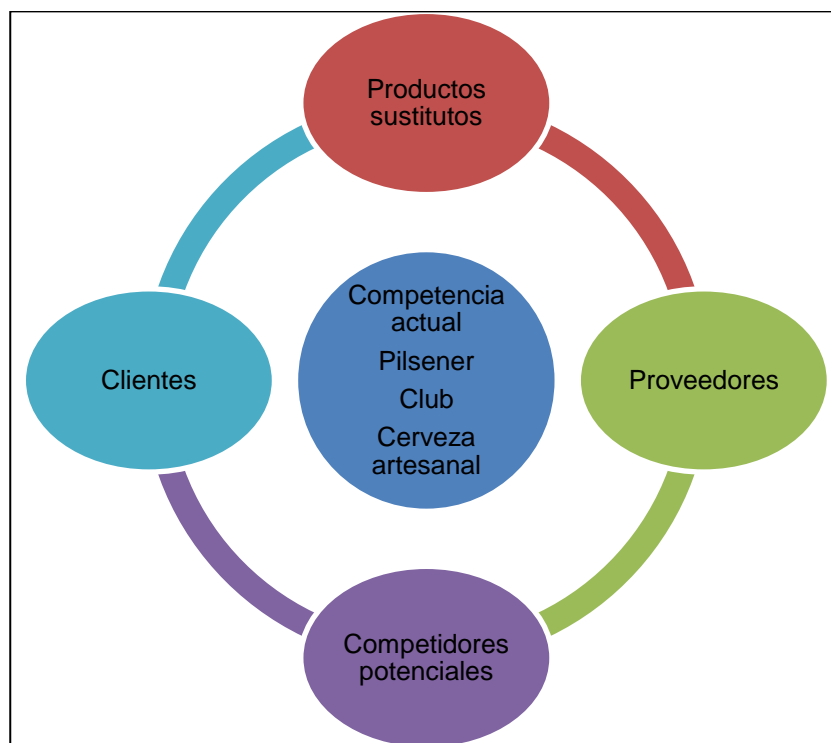 Productos
sustitutos
Competencia
actual
Pilsener
Club
Cerveza
artesanal
Clientes
Proveedores
Competidores
potenciales